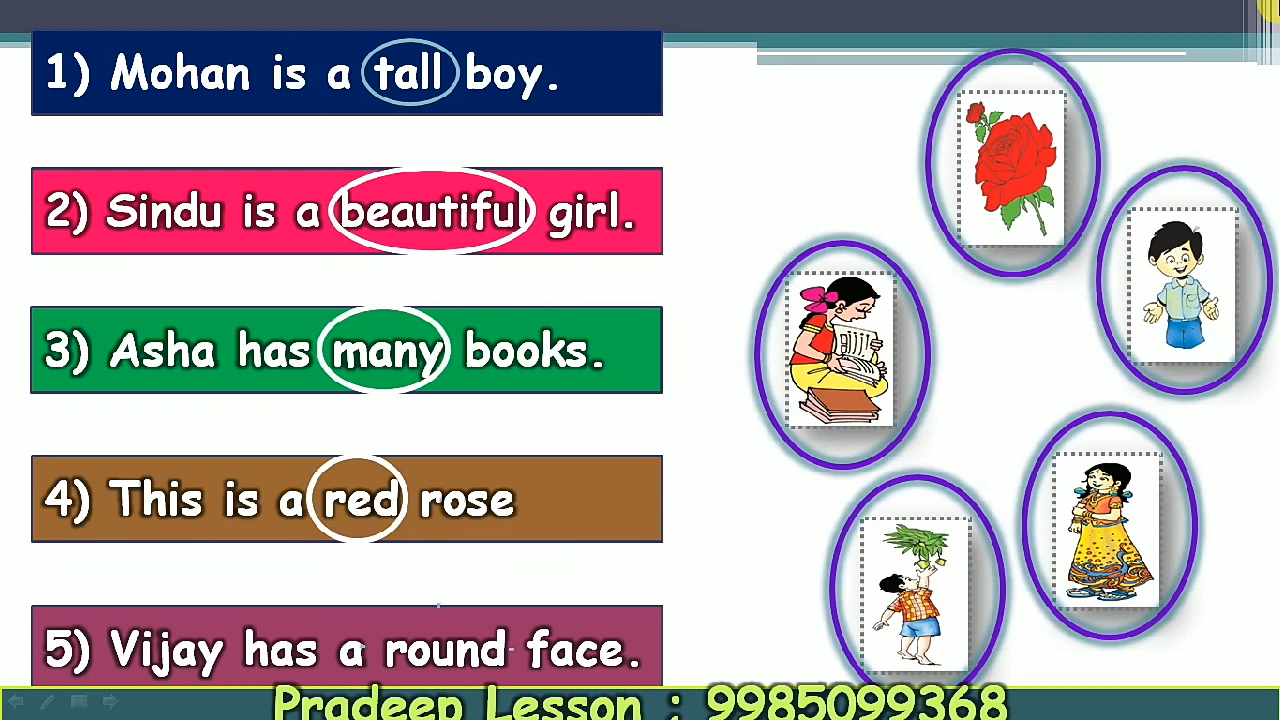 1) Mohan is a tall boy.
2) Sindu is a beautiful girl.
3) Asha has many books.
4) This is a red rose
5) Vijay has a round face.
Pradeep Lesson : 9985099368